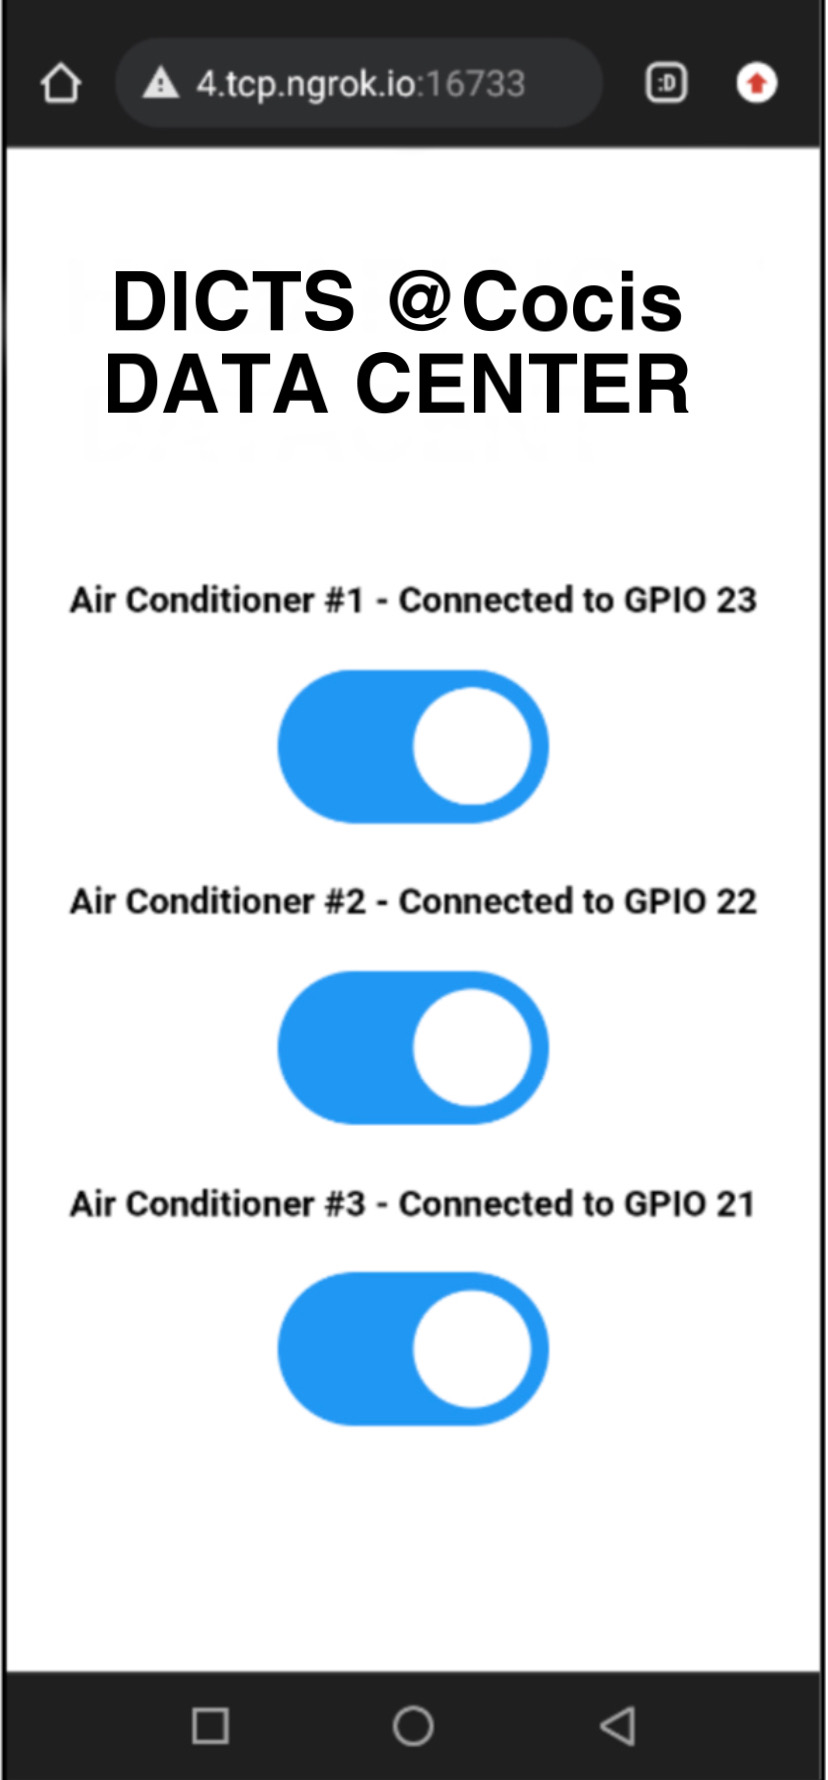 4.tcp.ngrok.io:16733
:D
DICTS @Cocis
DATA CENTER
Air Conditioner #1 - Connected to GPIO 23
Air Conditioner #2 - Connected to GPIO 22
Air Conditioner #3 - Connected to GPIO 21